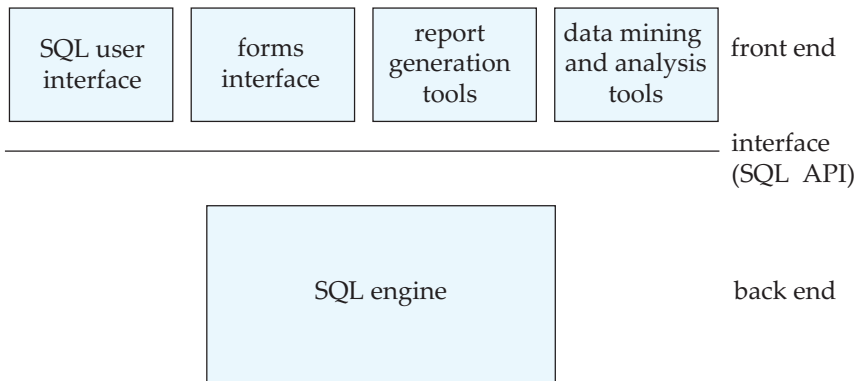 SQL user
interface
forms
interface
report
generation
tools
data mining
and analysis
tools
front end
interface
(SQL API)
SQL engine
back end